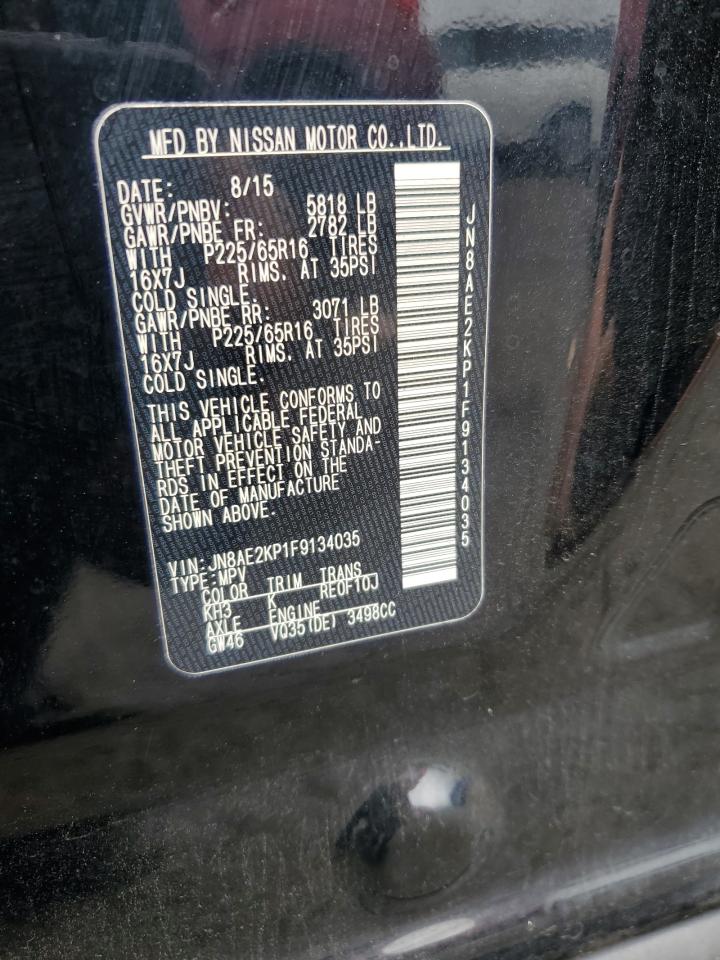 MFD BY NISSAN MOTOR CO.,LTD.
DATE: 8/15
GVWR/PNBV: 5818 LB
GAWR/PNBE FR: 2782 LB
WITH P225/65R16 TIRES
16X7J RIMS. AT 35PSI
COLD SINGLE.
GAWR/PNBE RR: 3071 LB
WITH P225/65R16 TIRES
16X7J RIMS. AT 35PSI
COLD SINGLE.
THIS VEHICLE CONFORMS TO
ALL APPLICABLE FEDERAL
MOTOR VEHICLE SAFETY AND
THEFT PREVENTION STANDA-
RDS IN EFFECT ON THE
DATE OF MANUFACTURE
SHOWN ABOVE.
VIN:JN8AE2KP1F9134035
TYPE:MPV
COLOR TRIM TRANS
KH3 K RE0F10J
AXLE ENGINE
GW46 VQ35(DE) 3498CC
JN8AE2KP1F9134035